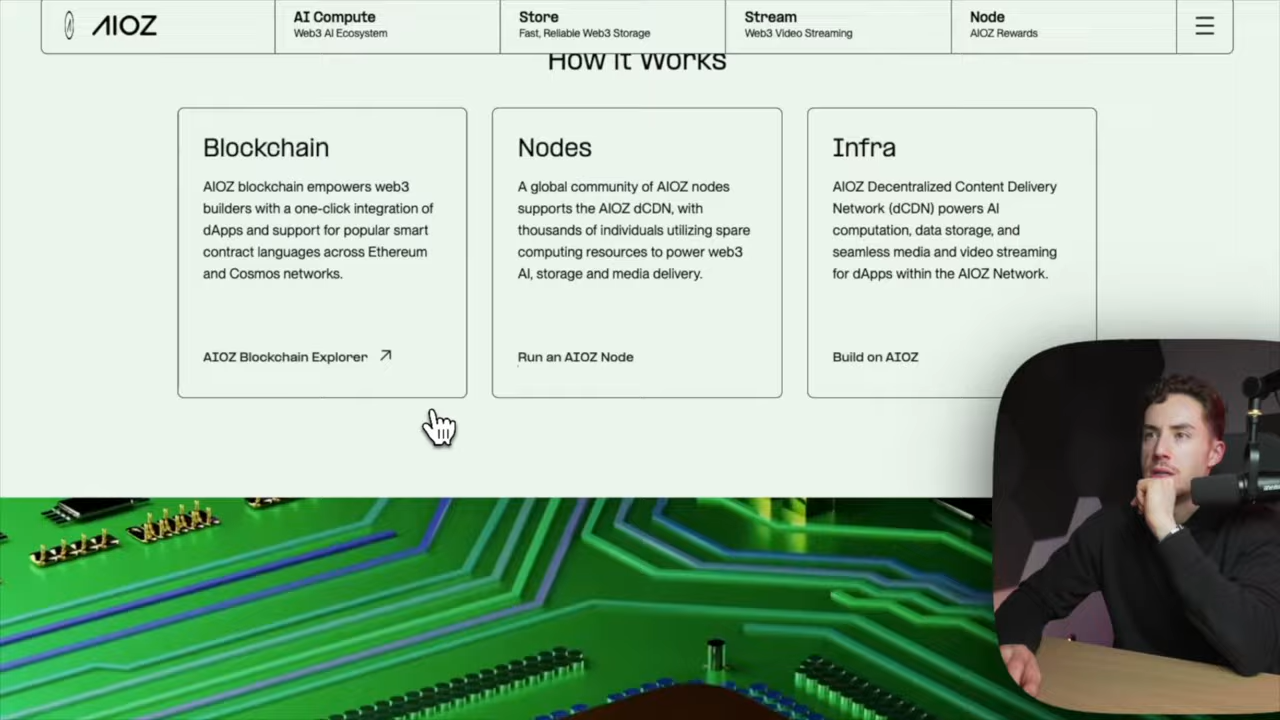 AIOZ
AI Compute
Web3 AI Ecosystem
Store
Fast, Reliable Web3 Storage
Stream
Web3 Video Streaming
Node
AIOZ Rewards
How it Works
Blockchain
AIOZ blockchain empowers web3
builders with a one-click integration of
dApps and support for popular smart
contract languages across Ethereum
and Cosmos networks.
AIOZ Blockchain Explorer
Nodes
A global community of AIOZ nodes
supports the AIOZ dCDN, with
thousands of individuals utilizing spare
computing resources to power web3
AI, storage and media delivery.
Run an AIOZ Node
Infra
AIOZ Decentralized Content Delivery
Network (dCDN) powers AI
computation, data storage, and
seamless media and video streaming
for dApps within the AIOZ Network.
Build on AIOZ